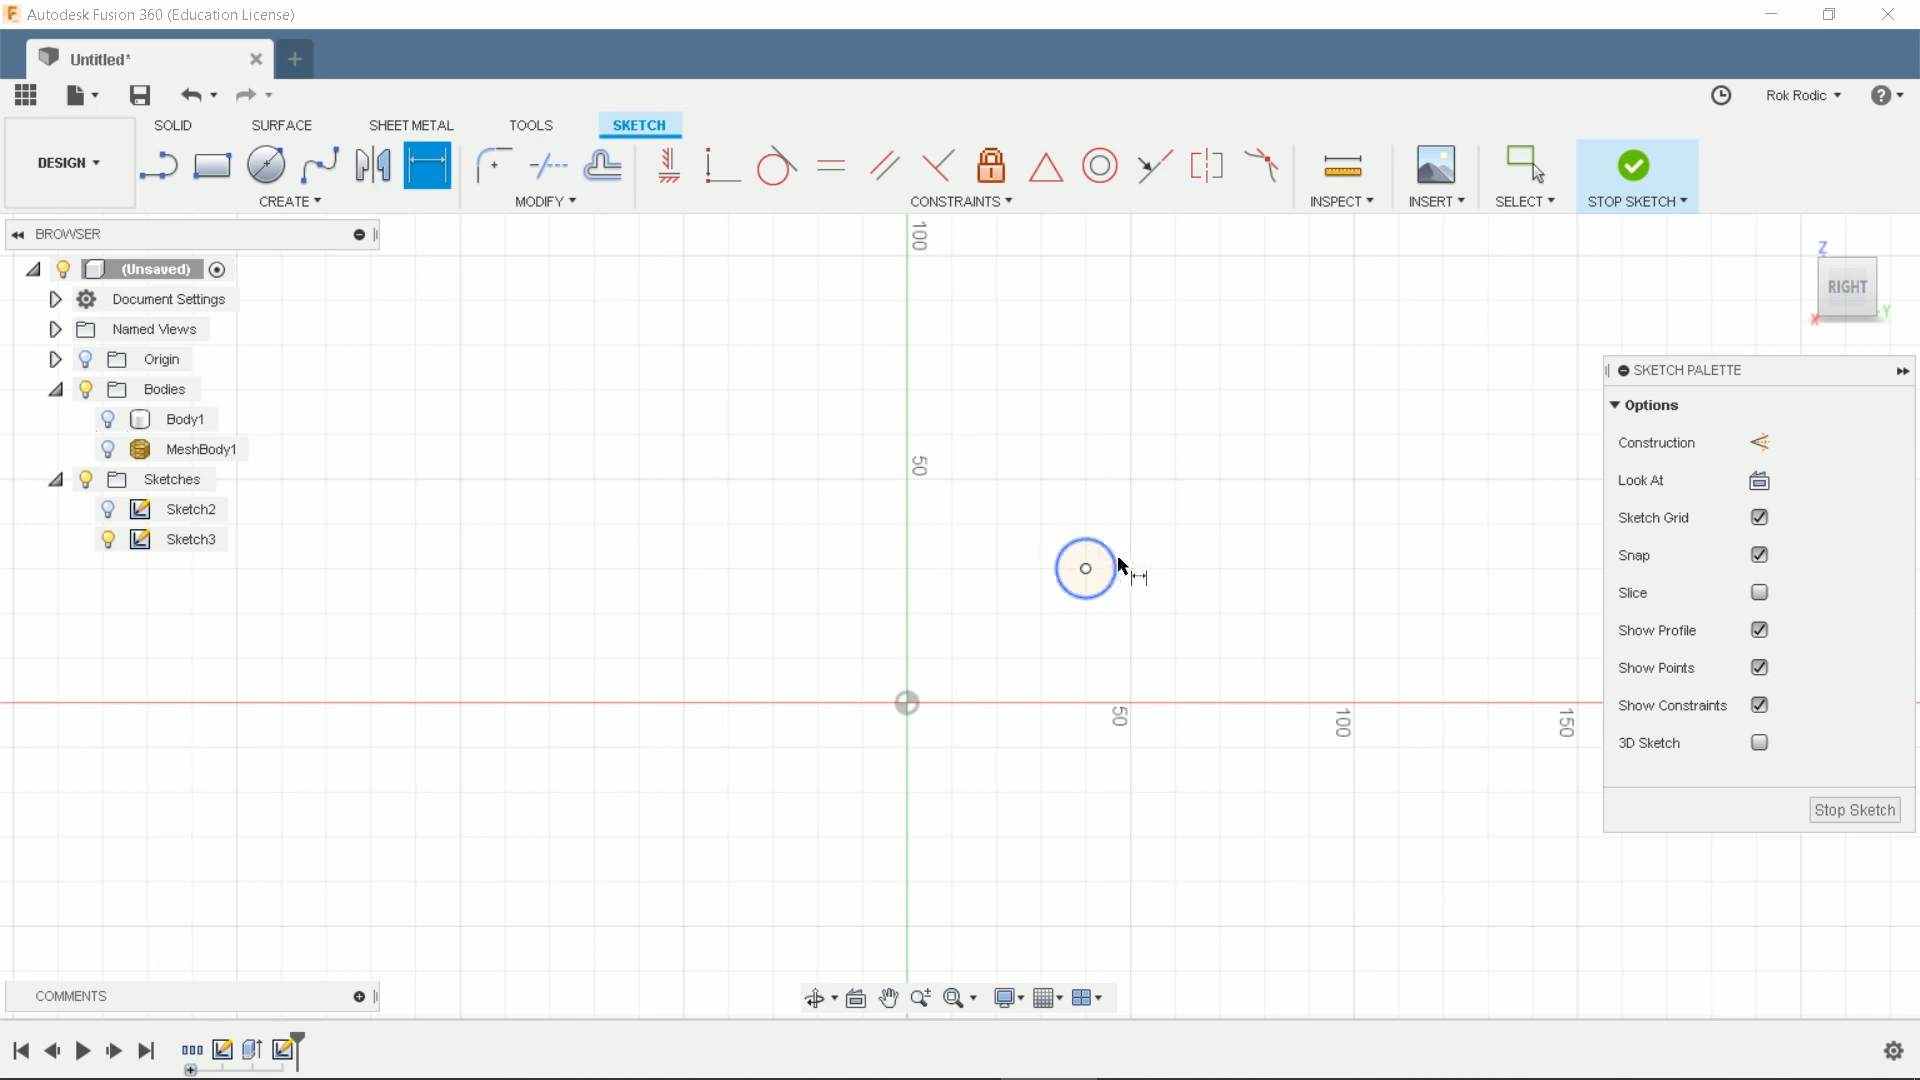 Autodesk Fusion 360 (Education License)
Untitled*
Rok Rodic
SOLID SURFACE SHEET METAL TOOLS SKETCH
DESIGN
CREATE MODIFY CONSTRAINTS INSPECT INSERT SELECT STOP SKETCH
BROWSER
(Unsaved)
Document Settings
Named Views
Origin
Bodies
Body1
MeshBody1
Sketches
Sketch2
Sketch3
100
50
50
100
150
Z
RIGHT
X
Y
SKETCH PALETTE
Options
Construction
Look At
Sketch Grid
Snap
Slice
Show Profile
Show Points
Show Constraints
3D Sketch
Stop Sketch
COMMENTS